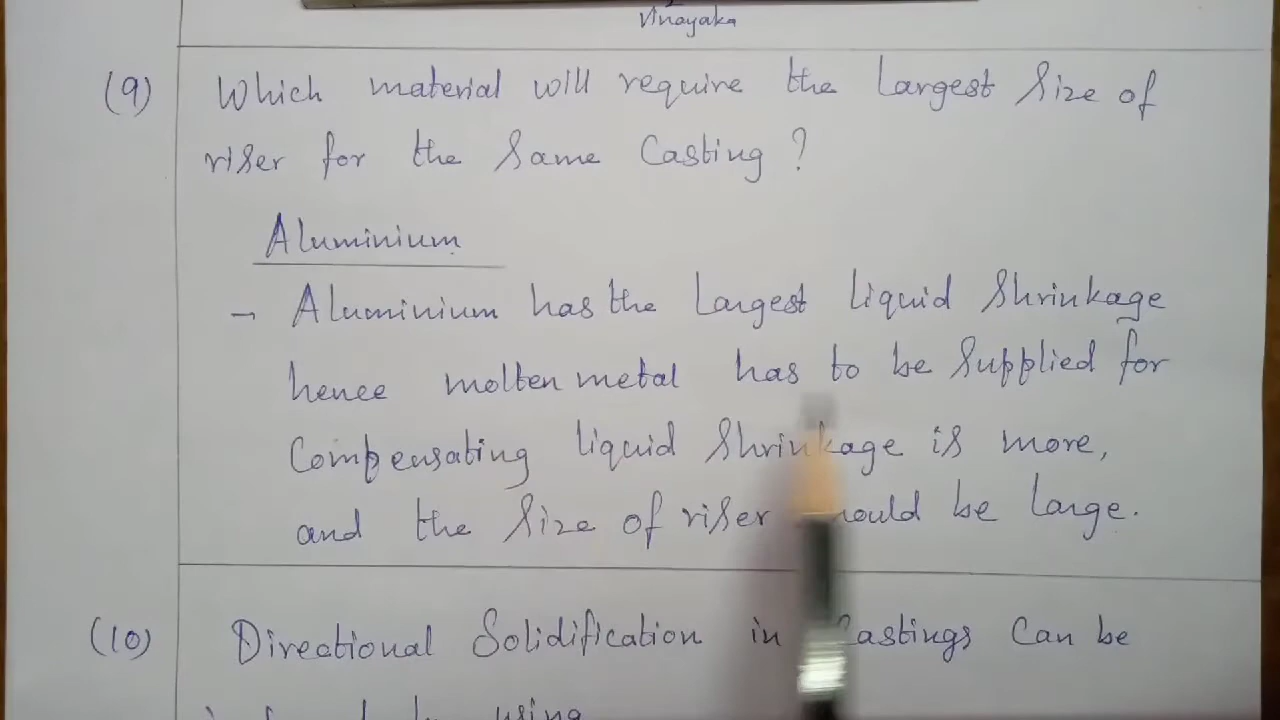 Vinayaka
(9) Which material will require the Largest Size of
riser for the Same Casting?
Aluminium
- Aluminium has the Largest liquid Shrinkage
hence molten metal has to be Supplied for
Compensating liquid Shrinkage is more,
and the Size of riser would be Large.
(10) Directional Solidification in Castings Can be
using